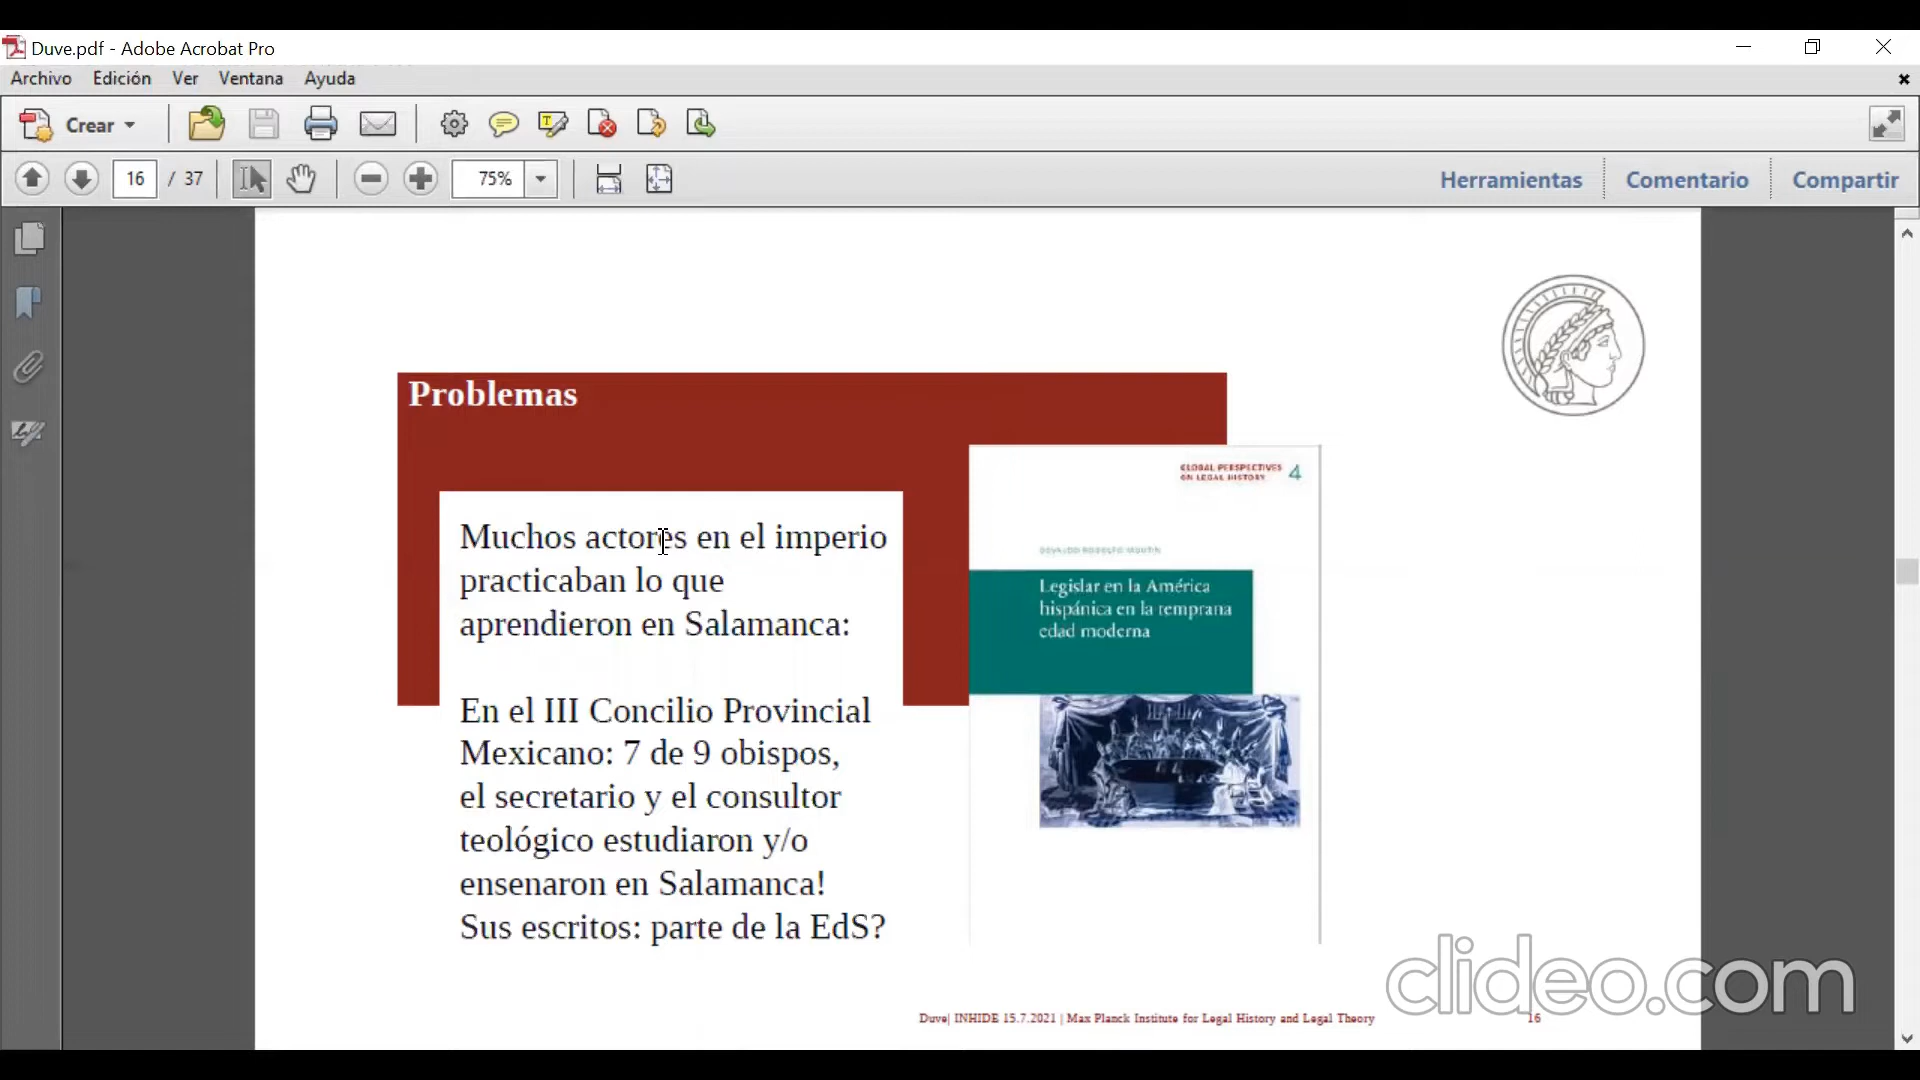 Duve.pdf - Adobe Acrobat Pro
Archivo Edición Ver Ventana Ayuda
Crear
16 / 37 75% Herramientas Comentario Compartir
Problemas
GLOBAL PERSPECTIVES 4
ON LEGAL HISTORY
Muchos actores en el imperio
practicaban lo que
aprendieron en Salamanca:
OSVALDO RODOLFO MOUTIN
Legislar en la América
hispánica en la temprana
edad moderna
En el III Concilio Provincial
Mexicano: 7 de 9 obispos,
el secretario y el consultor
teológico estudiaron y/o
ensenaron en Salamanca!
Sus escritos: parte de la EdS?
clideo.com
Duve| INHIDE 15.7.2021 | Max Planck Institute for Legal History and Legal Theory 16